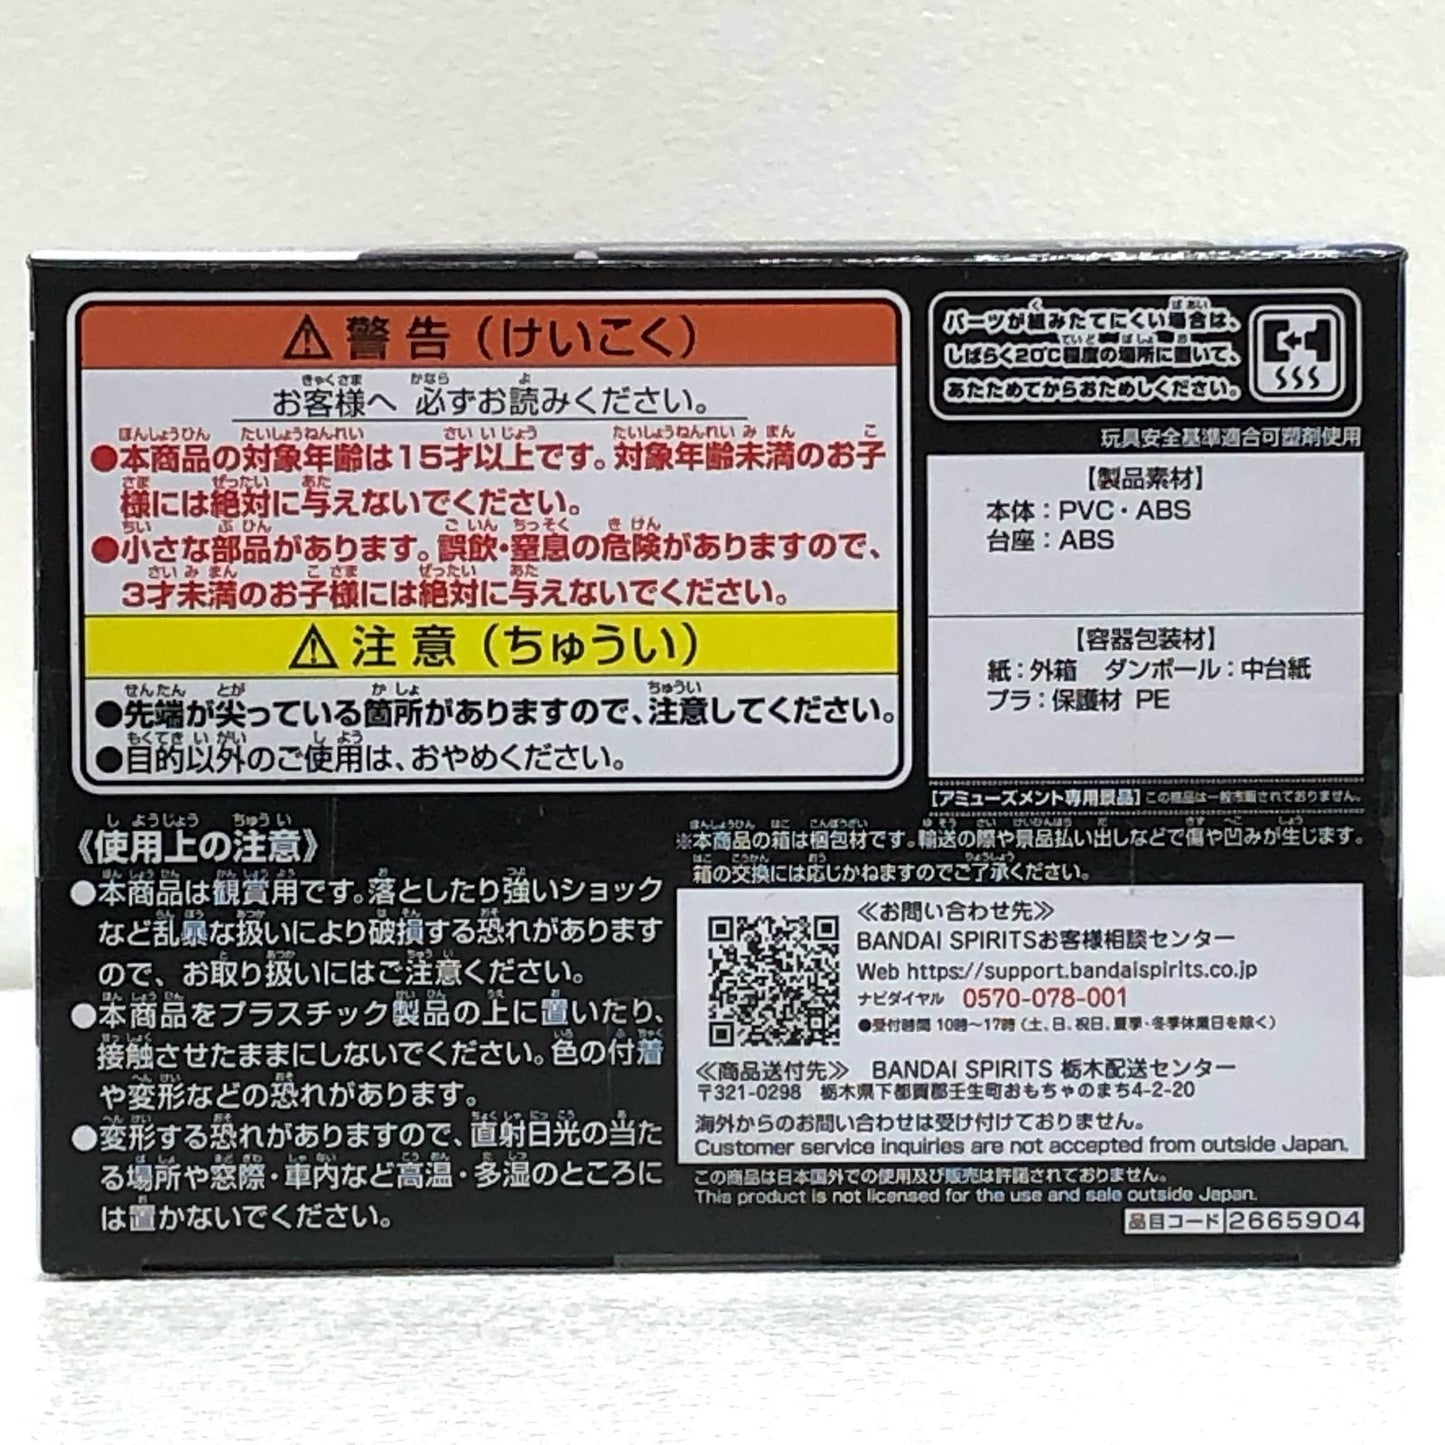 ⚠警告（けいこく）
お客様へ 必ずお読みください。
●本商品の対象年齢は15才以上です。対象年齢未満のお子
様には絶対に与えないでください。
●小さな部品があります。誤飲・窒息の危険がありますので、
3才未満のお子様には絶対に与えないでください。
⚠注意（ちゅうい）
●先端が尖っている箇所がありますので、注意してください。
●目的以外のご使用は、おやめください。
《使用上の注意》
●本商品は観賞用です。落としたり強いショック
など乱暴な扱いにより破損する恐れがあります
ので、お取り扱いにはご注意ください。
●本商品をプラスチック製品の上に置いたり、
接触させたままにしないでください。色の付着
や変形などの恐れがあります。
●変形する恐れがありますので、直射日光の当た
る場所や窓際・車内など高温・多湿のところに
は置かないでください。
パーツが組みたてにくい場合は、
しばらく20℃程度の場所に置いて、
あたためてからおためしください。
玩具安全基準適合可塑剤使用
【製品素材】
本体：PVC・ABS
台座：ABS
【容器包装材】
紙：外箱 ダンボール：中台紙
プラ：保護材 PE
【アミューズメント専用景品】この商品は一般市販されておりません。
※本商品の箱は梱包材です。輸送の際や景品払い出しなどで傷や凹みが生じます。
箱の交換には応じかねますのでご了承ください。
≪お問い合わせ先≫
BANDAI SPIRITSお客様相談センター
Web https://support.bandaispirits.co.jp
ナビダイヤル 0570-078-001
●受付時間 10時～17時（土、日、祝日、夏季・冬季休業日を除く）
≪商品送付先≫ BANDAI SPIRITS 栃木配送センター
〒321-0298 栃木県下都賀郡壬生町おもちゃのまち4-2-20
海外からのお問い合わせは受け付けておりません。
Customer service inquiries are not accepted from outside Japan.
この商品は日本国外での使用及び販売は許諾されておりません。
This product is not licensed for the use and sale outside Japan.
品目コード 2665904